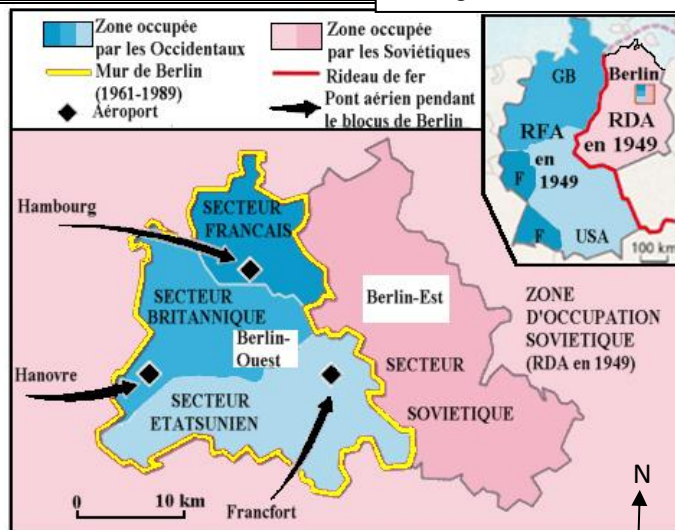 Zone occupée
par les Occidentaux
Mur de Berlin
(1961-1989)
Aéroport
Zone occupée
par les Soviétiques
Rideau de fer
Pont aérien pendant
le blocus de Berlin
GB
Berlin
RFA
en
1949
RDA
en 1949
F
F
USA
100 km
Hambourg
SECTEUR
FRANCAIS
SECTEUR
BRITANNIQUE
Berlin-
Ouest
Berlin-Est
Hanovre
SECTEUR
ETATSUNIEN
SECTEUR
SOVIETIQUE
ZONE
D'OCCUPATION
SOVIETIQUE
(RDA en 1949)
0 10 km
Francfort
N